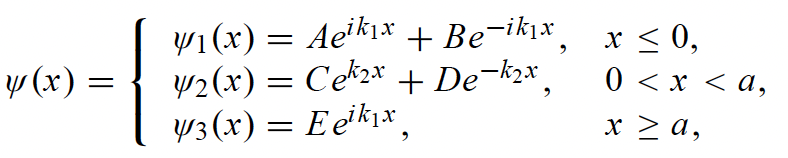 ψ₁(x) = Ae^{ik₁x} + Be^{−ik₁x}, x ≤ 0,
ψ(x) = { ψ₂(x) = Ce^{k₂x} + De^{−k₂x}, 0 < x < a,
ψ₃(x) = Ee^{ik₁x}, x ≥ a,